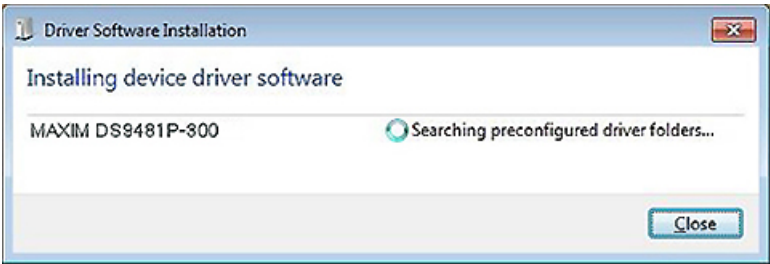 Driver Software Installation
Installing device driver software
MAXIM DS9481P-300 Searching preconfigured driver folders...
Close